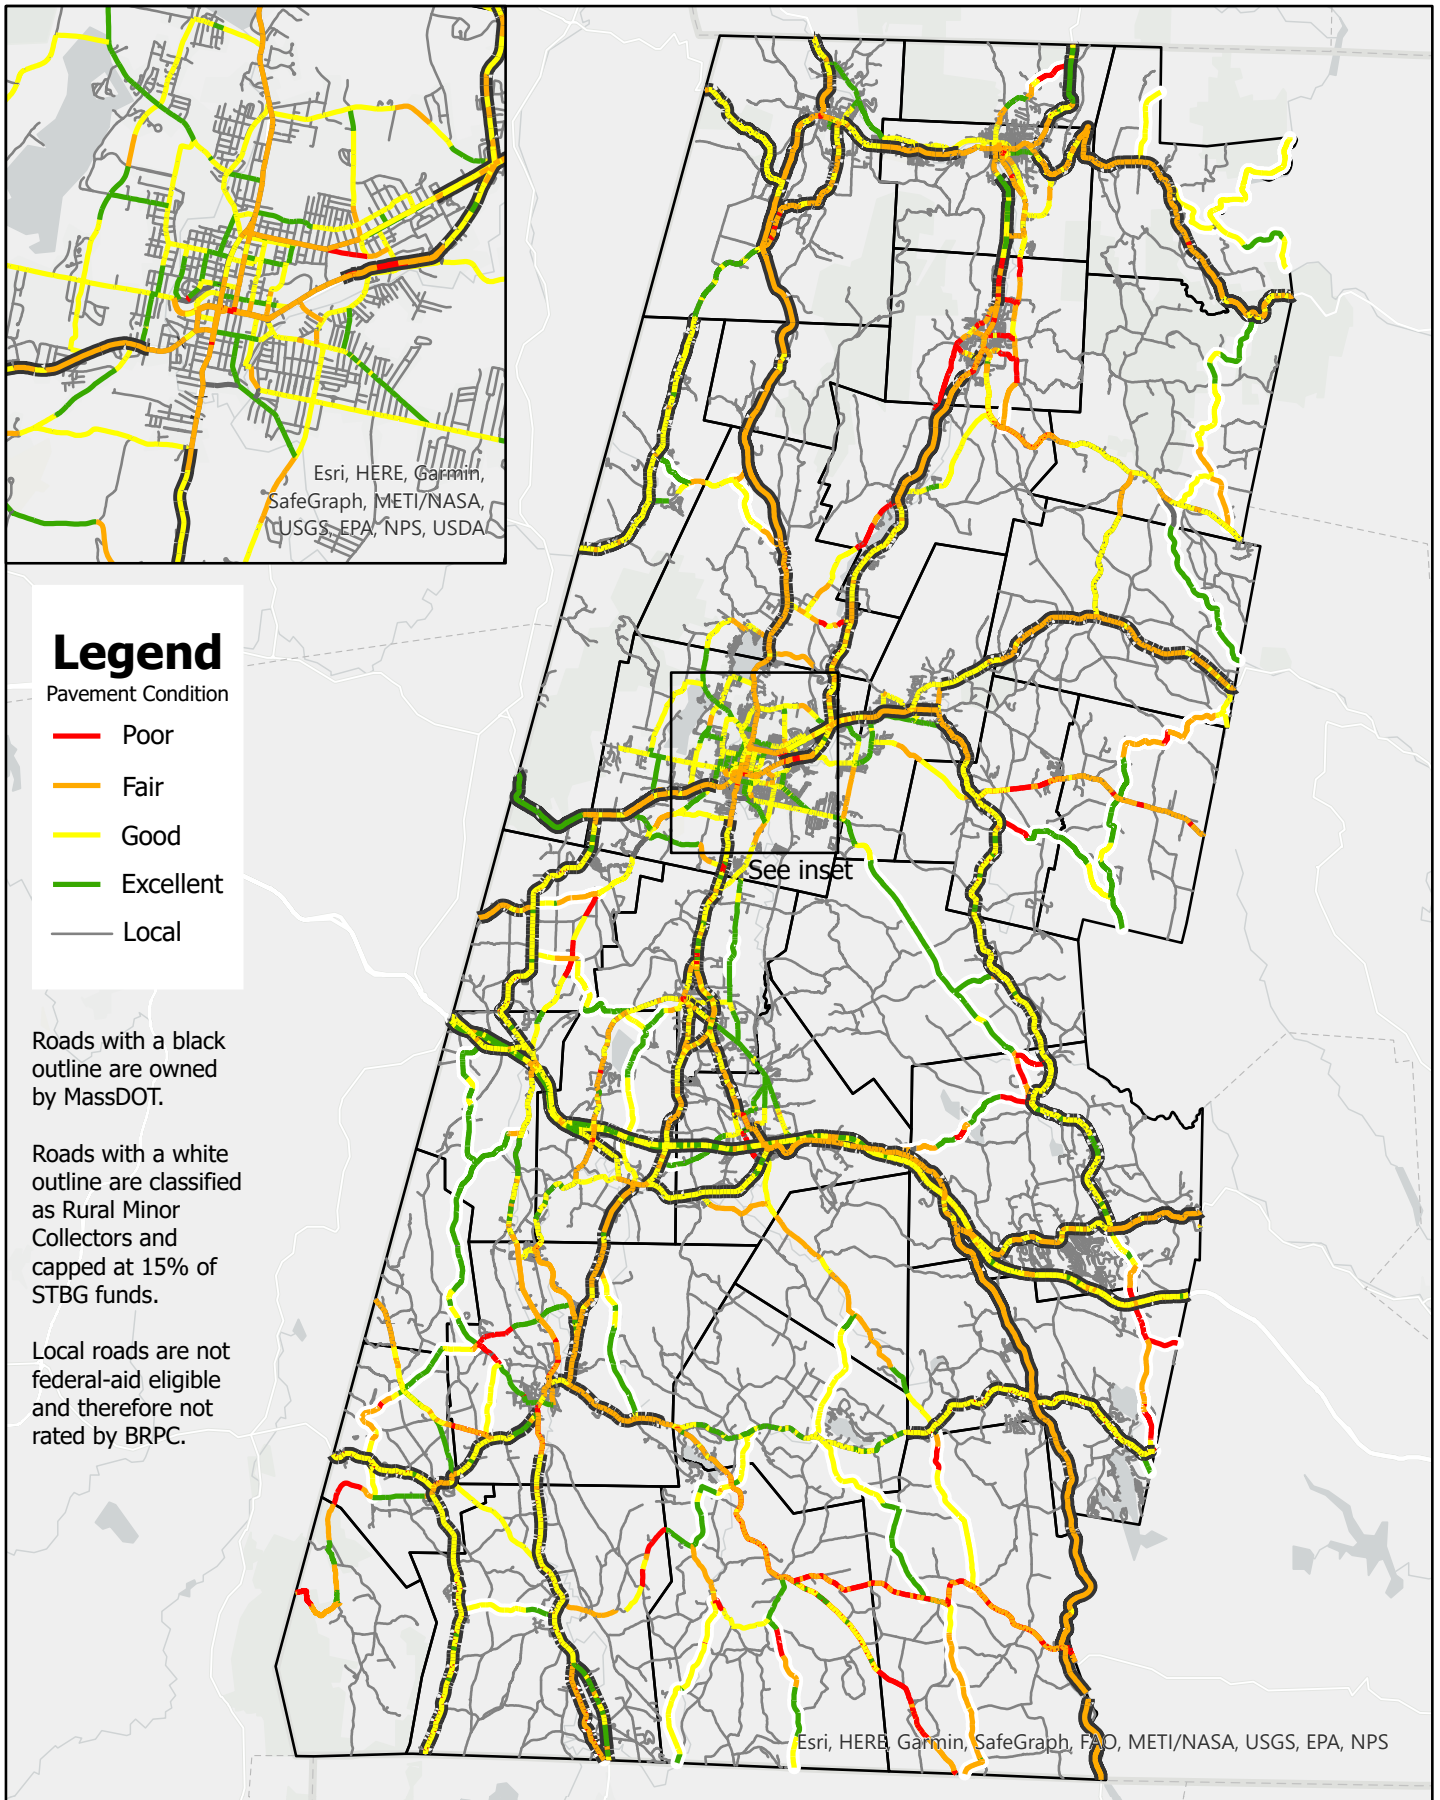 Esri, HERE, Garmin,
SafeGraph, METI/NASA,
USGS, EPA, NPS, USDA
Legend
Pavement Condition
Poor
Fair
Good
Excellent
Local
See inset
Roads with a black
outline are owned
by MassDOT.
Roads with a white
outline are classified
as Rural Minor
Collectors and
capped at 15% of
STBG funds.
Local roads are not
federal-aid eligible
and therefore not
rated by BRPC.
Esri, HERE, Garmin, SafeGraph, FAO, METI/NASA, USGS, EPA, NPS